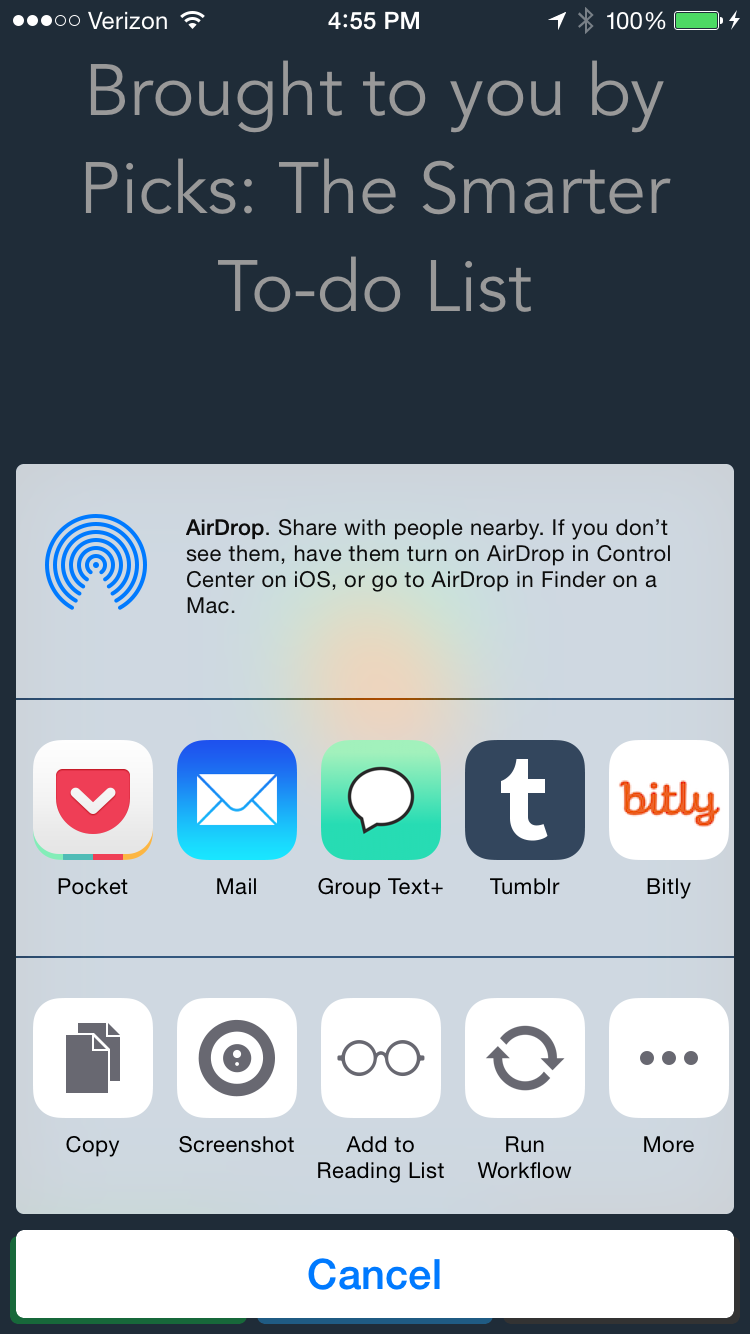 Verizon 4:55 PM 100%
Brought to you by
Picks: The Smarter
To-do List
AirDrop. Share with people nearby. If you don’t
see them, have them turn on AirDrop in Control
Center on iOS, or go to AirDrop in Finder on a
Mac.
bitly
Pocket Mail Group Text+ Tumblr Bitly
Copy Screenshot Add to Run More
Reading List Workflow
Cancel